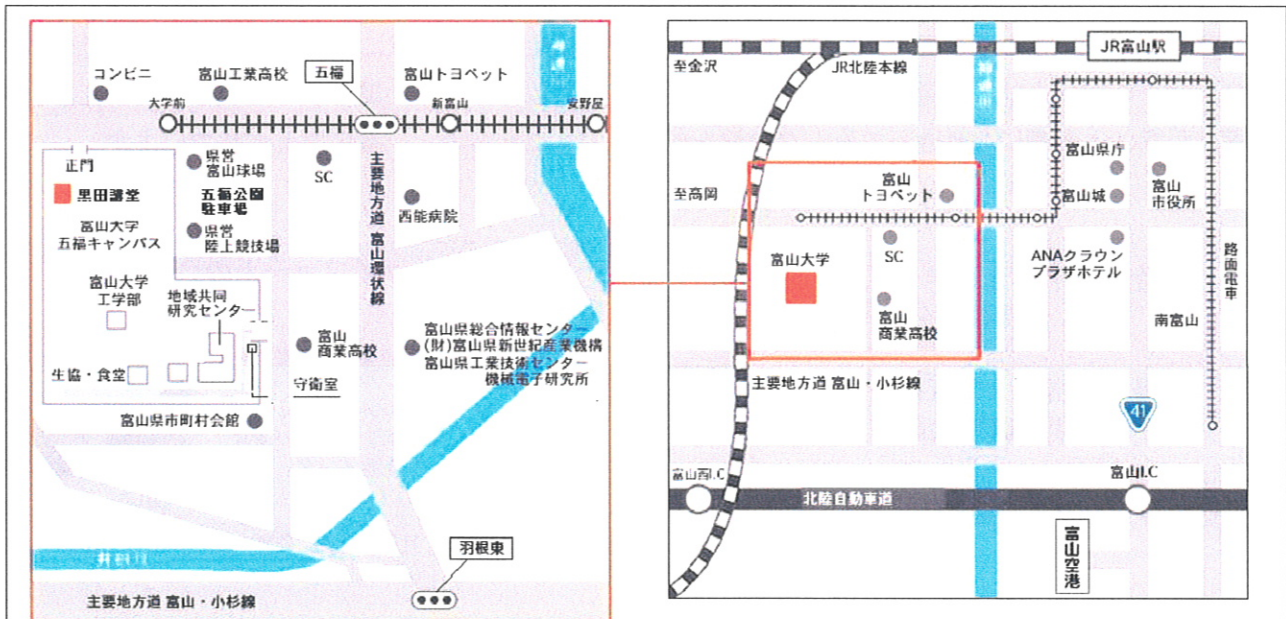 コンビニ
富山工業高校
五福
富山トヨペット
大学前
新富山
安野屋
正門
黒田講堂
県営
富山球場
五福公園
駐車場
県営
陸上競技場
SC
主要地方道 富山環状線
西能病院
富山大学
五福キャンパス
富山大学
工学部
地域共同
研究センター
富山
商業高校
富山県総合情報センター
(財)富山県新世紀産業機構
富山県工業技術センター
機械電子研究所
生協・食堂
守衛室
富山県市町村会館
井田川
羽根東
主要地方道 富山・小杉線
JR富山駅
至金沢
JR北陸本線
神通川
富山県庁
至高岡
富山
トヨペット
富山城
富山
市役所
SC
ANAクラウン
プラザホテル
富山大学
路面電車
富山
商業高校
南富山
主要地方道 富山・小杉線
41
富山西I.C
富山I.C
北陸自動車道
富山空港